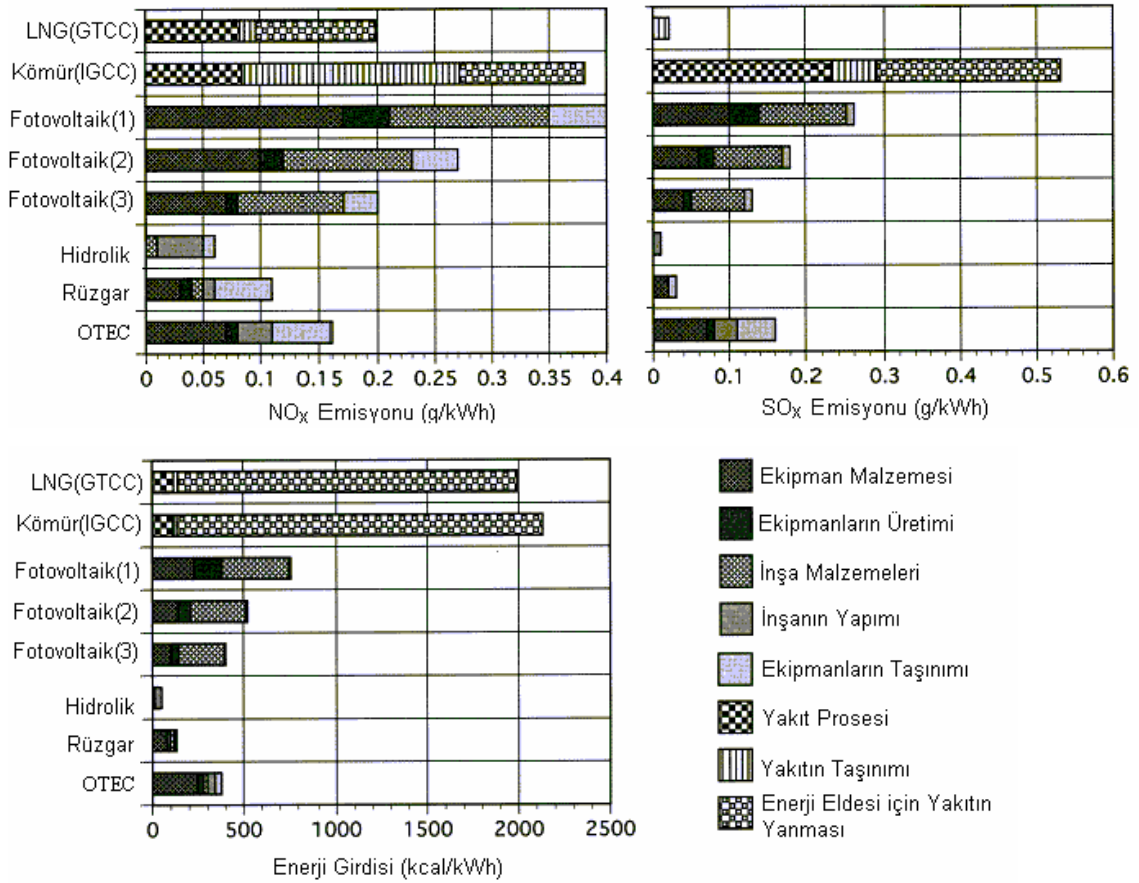 LNG(GTCC)
Kömür(IGCC)
Fotovoltaik(1)
Fotovoltaik(2)
Fotovoltaik(3)
Hidrolik
Rüzgar
OTEC
0 0.05 0.1 0.15 0.2 0.25 0.3 0.35 0.4
NOX Emisyonu (g/kWh)
0 0.1 0.2 0.3 0.4 0.5 0.6
SOX Emisyonu (g/kWh)
LNG(GTCC)
Kömür(IGCC)
Fotovoltaik(1)
Fotovoltaik(2)
Fotovoltaik(3)
Hidrolik
Rüzgar
OTEC
0 500 1000 1500 2000 2500
Enerji Girdisi (kcal/kWh)
Ekipman Malzemesi
Ekipmanların Üretimi
İnşa Malzemeleri
İnşanın Yapımı
Ekipmanların Taşınımı
Yakıt Prosesi
Yakıtın Taşınımı
Enerji Eldesi için Yakıtın
Yanması